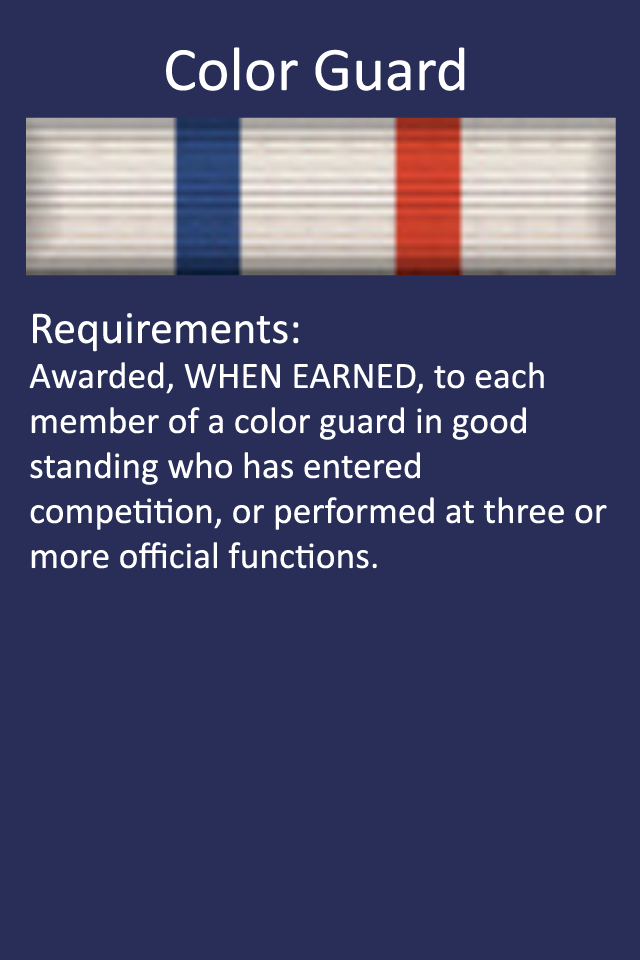 Color Guard
Requirements:
Awarded, WHEN EARNED, to each
member of a color guard in good
standing who has entered
competition, or performed at three or
more official functions.